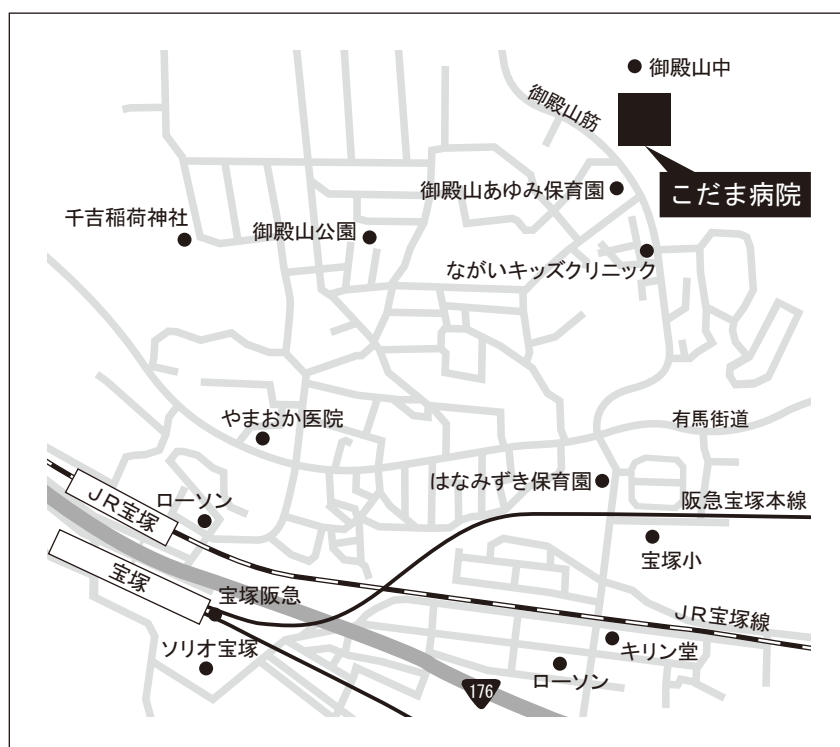 御殿山中
御殿山筋
こだま病院
御殿山あゆみ保育園
千吉稲荷神社
御殿山公園
ながいキッズクリニック
やまおか医院
有馬街道
はなみずき保育園
阪急宝塚本線
JR宝塚
ローソン
宝塚小
宝塚
宝塚阪急
JR宝塚線
ソリオ宝塚
キリン堂
ローソン
176